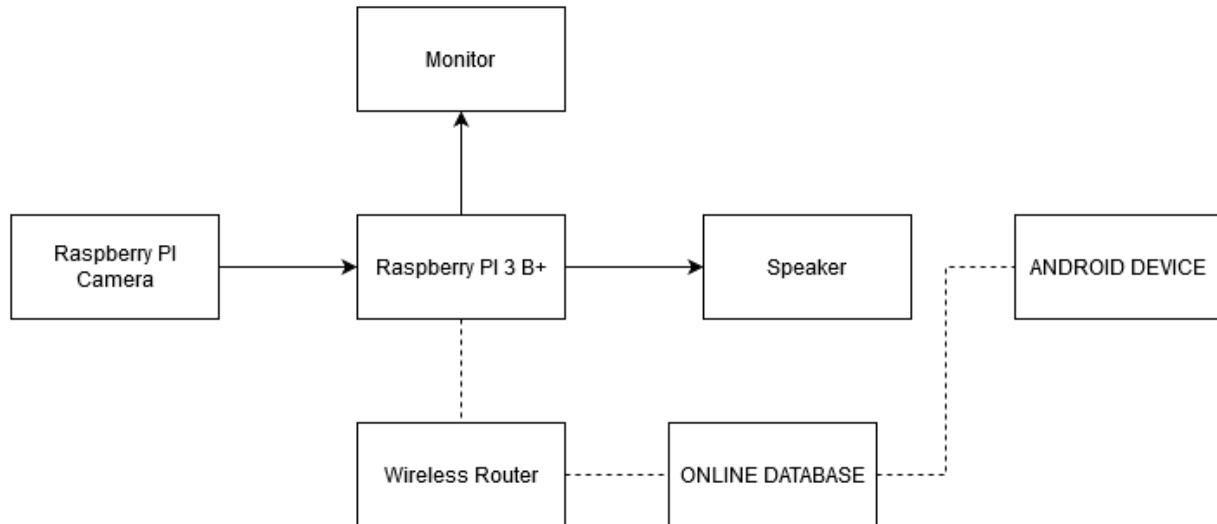 Monitor
Raspberry PI
Camera
Raspberry PI 3 B+
Speaker
ANDROID DEVICE
Wireless Router
ONLINE DATABASE